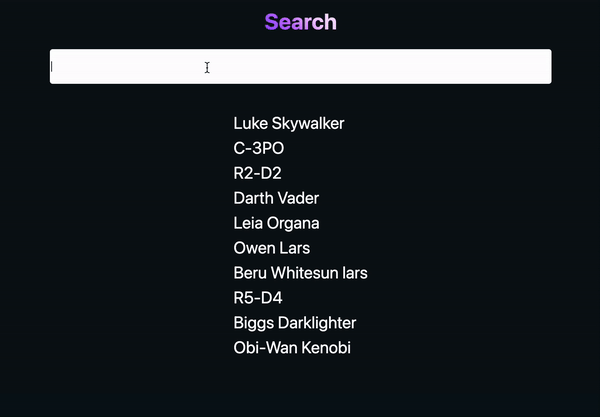 Search
Luke Skywalker
C-3PO
R2-D2
Darth Vader
Leia Organa
Owen Lars
Beru Whitesun lars
R5-D4
Biggs Darklighter
Obi-Wan Kenobi